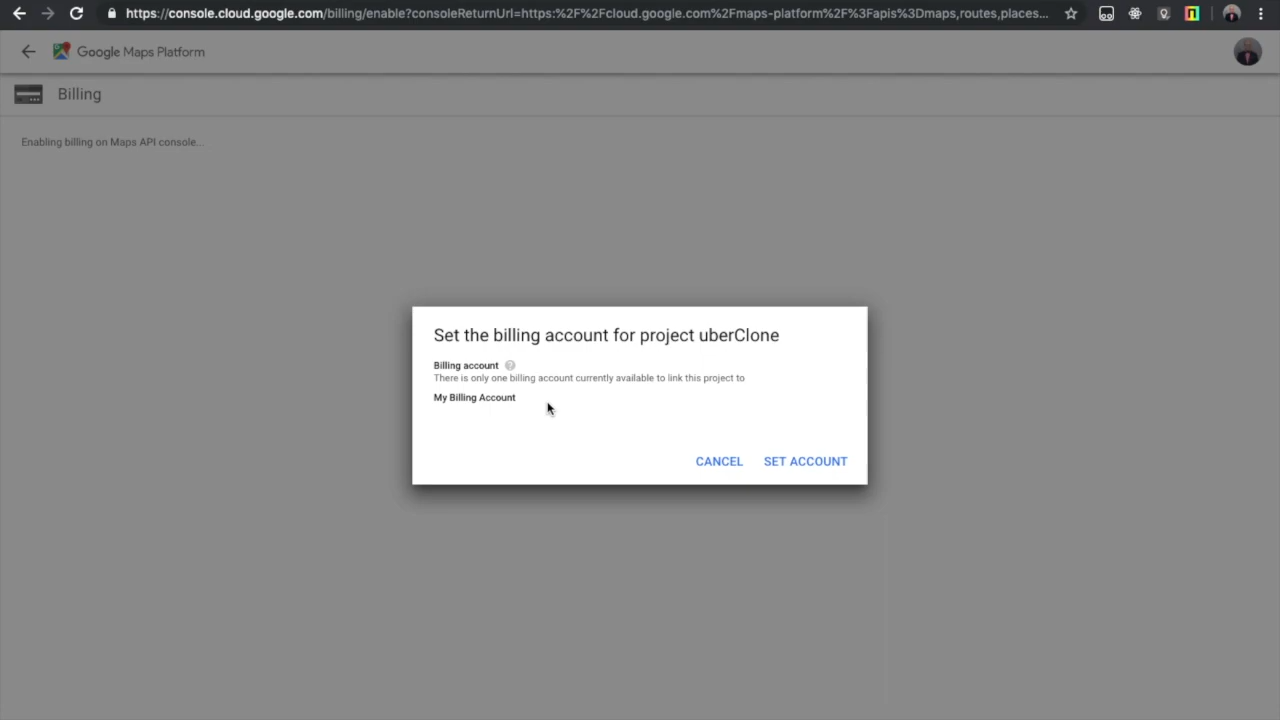 https://console.cloud.google.com/billing/enable?consoleReturnUrl=https:%2F%2Fcloud.google.com%2Fmaps-platform%2F%3Fapis%3Dmaps,routes,places...
Google Maps Platform
Billing
Enabling billing on Maps API console...
Set the billing account for project uberClone
Billing account ?
There is only one billing account currently available to link this project to
My Billing Account
CANCEL SET ACCOUNT